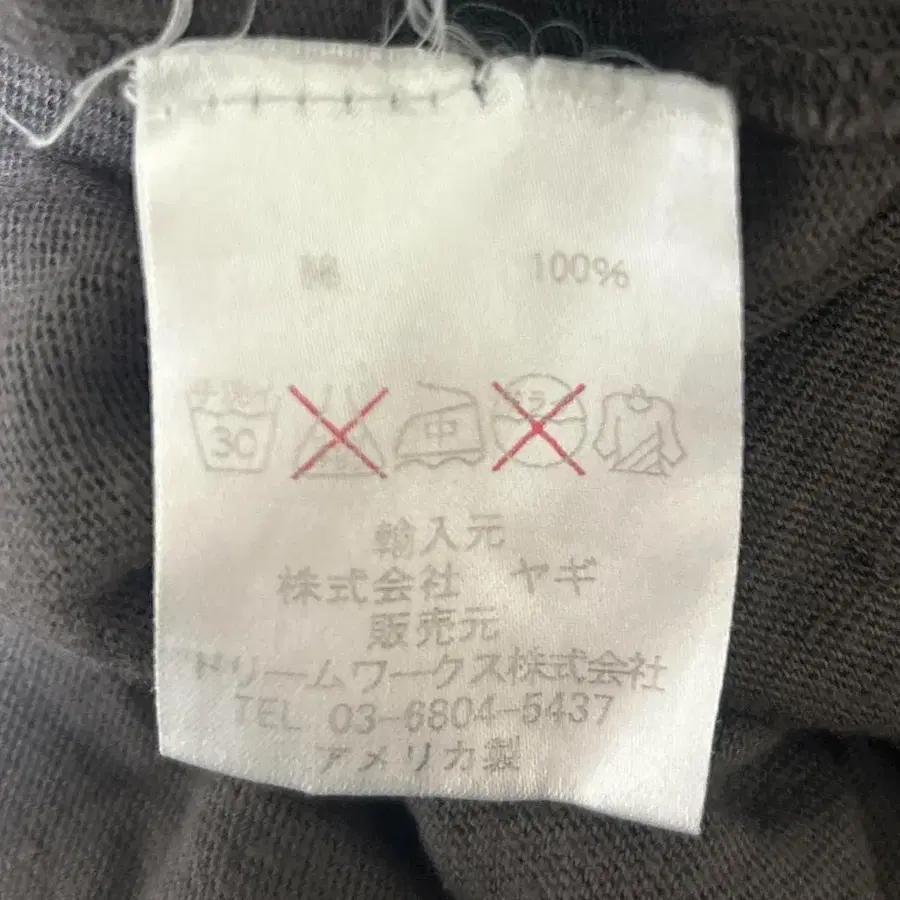 綿 100%
手洗イ 30 中
輸入元
株式会社 ヤギ
販売元
ドリームワークス株式会社
TEL 03-6804-5437
アメリカ製